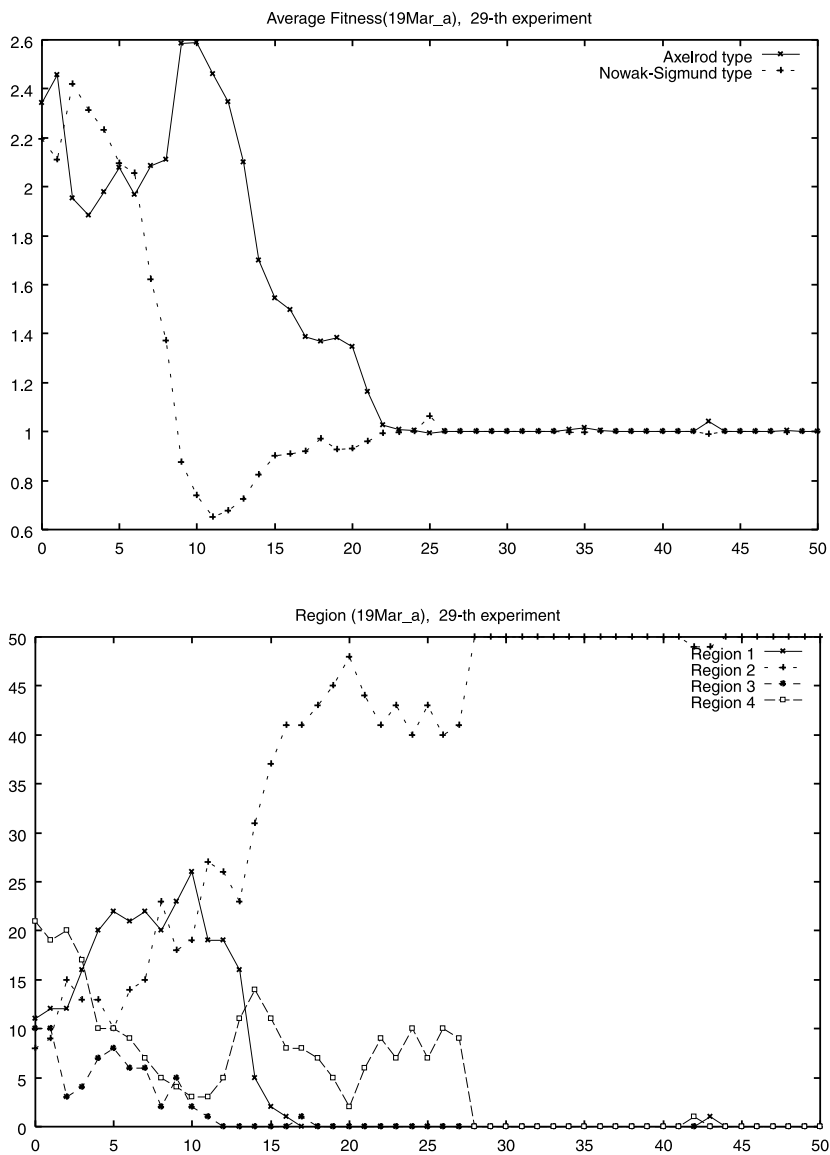 Average Fitness(19Mar_a), 29-th experiment
2.6
Axelrod type
Nowak-Sigmund type
2.4
2.2
2
1.8
1.6
1.4
1.2
1
0.8
0.6
0 5 10 15 20 25 30 35 40 45 50
Region (19Mar_a), 29-th experiment
50
Region 1
Region 2
Region 3
Region 4
45
40
35
30
25
20
15
10
5
0
0 5 10 15 20 25 30 35 40 45 50